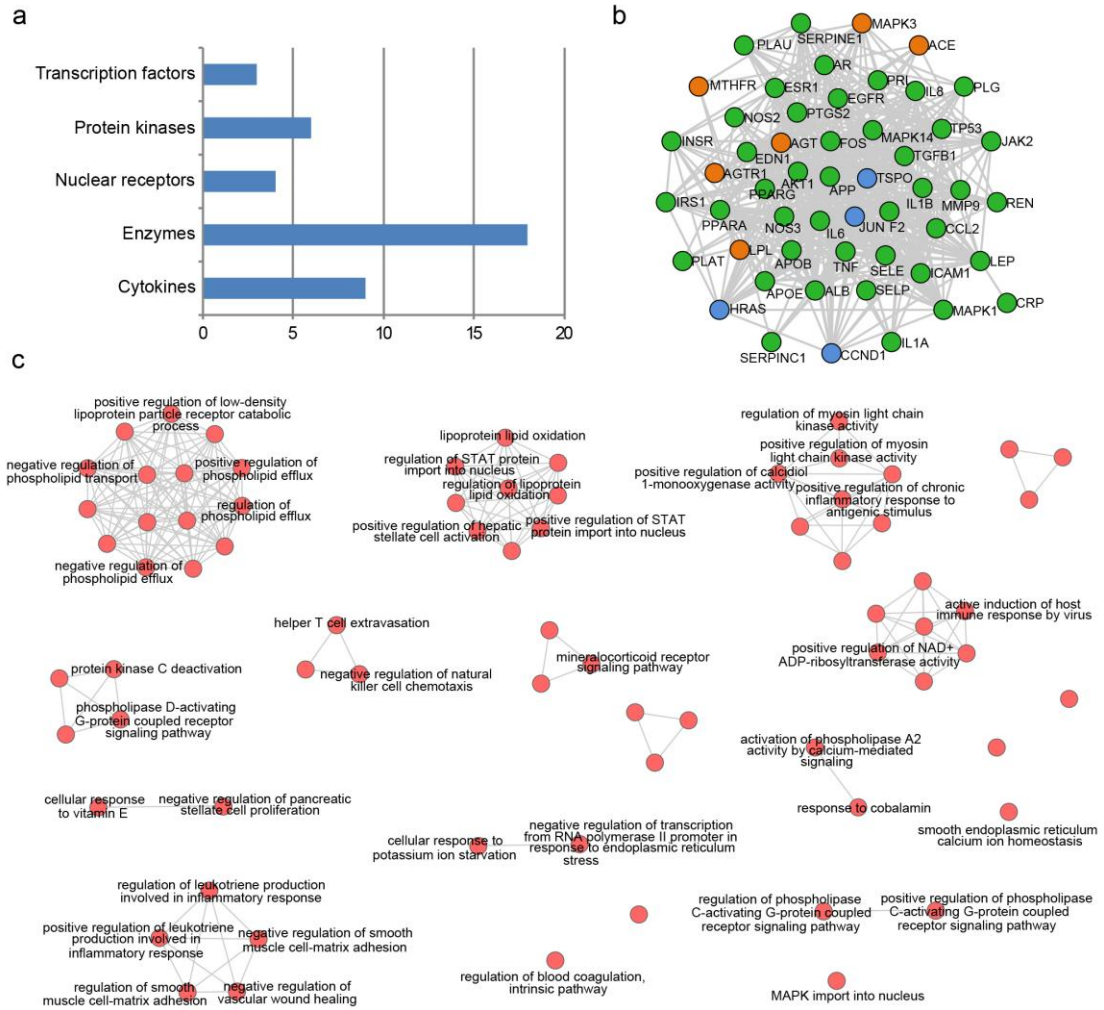 a
Transcription factors
Protein kinases
Nuclear receptors
Enzymes
Cytokines
0 5 10 15 20
b
MAPK3
SERPINE1
ACE
PLAU
AR
MTHFR
ESR1
PRL
IL8
PLG
EGFR
NOS2
PTGS2
INSR
AGT
FOS
MAPK14
TP53
JAK2
EDN1
TGFB1
AGTR1
AKT1
APP
TSPO
PPARG
IL1B
MMP9
IRS1
REN
PPARA
NOS3
IL6
JUN
F2
CCL2
LPL
PLAT
APOB
TNF
SELE
ICAM1
LEP
APOE
ALB
SELP
HRAS
MAPK1
CRP
SERPINC1
CCND1
IL1A
c
positive regulation of low-density
lipoprotein particle receptor catabolic
process
negative regulation of
phospholipid transport
positive regulation of
phospholipid efflux
regulation of
phospholipid efflux
negative regulation of
phospholipid efflux
lipoprotein lipid oxidation
regulation of STAT protein
import into nucleus
regulation of lipoprotein
lipid oxidation
positive regulation of hepatic
stellate cell activation
positive regulation of STAT
protein import into nucleus
regulation of myosin light chain
kinase activity
positive regulation of myosin
light chain kinase activity
positive regulation of calcidiol
1-monooxygenase activity
positive regulation of chronic
inflammatory response to
antigenic stimulus
active induction of host
immune response by virus
positive regulation of NAD+
ADP-ribosyltransferase activity
protein kinase C deactivation
phospholipase D-activating
G-protein coupled receptor
signaling pathway
helper T cell extravasation
negative regulation of natural
killer cell chemotaxis
mineralocorticoid receptor
signaling pathway
activation of phospholipase A2
activity by calcium-mediated
signaling
response to cobalamin
smooth endoplasmic reticulum
calcium ion homeostasis
cellular response
to vitamin E
negative regulation of pancreatic
stellate cell proliferation
cellular response to
potassium ion starvation
negative regulation of transcription
from RNA polymerase II promoter in
response to endoplasmic reticulum
stress
regulation of leukotriene production
involved in inflammatory response
positive regulation of leukotriene
production involved in
inflammatory response
negative regulation of smooth
muscle cell-matrix adhesion
regulation of smooth
muscle cell-matrix adhesion
negative regulation of
vascular wound healing
regulation of blood coagulation,
intrinsic pathway
regulation of phospholipase
C-activating G-protein coupled
receptor signaling pathway
positive regulation of phospholipase
C-activating G-protein coupled
receptor signaling pathway
MAPK import into nucleus